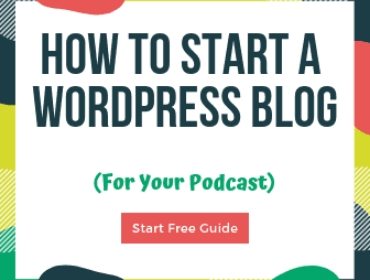 HOW TO START A
WORDPRESS BLOG
(For Your Podcast)
Start Free Guide